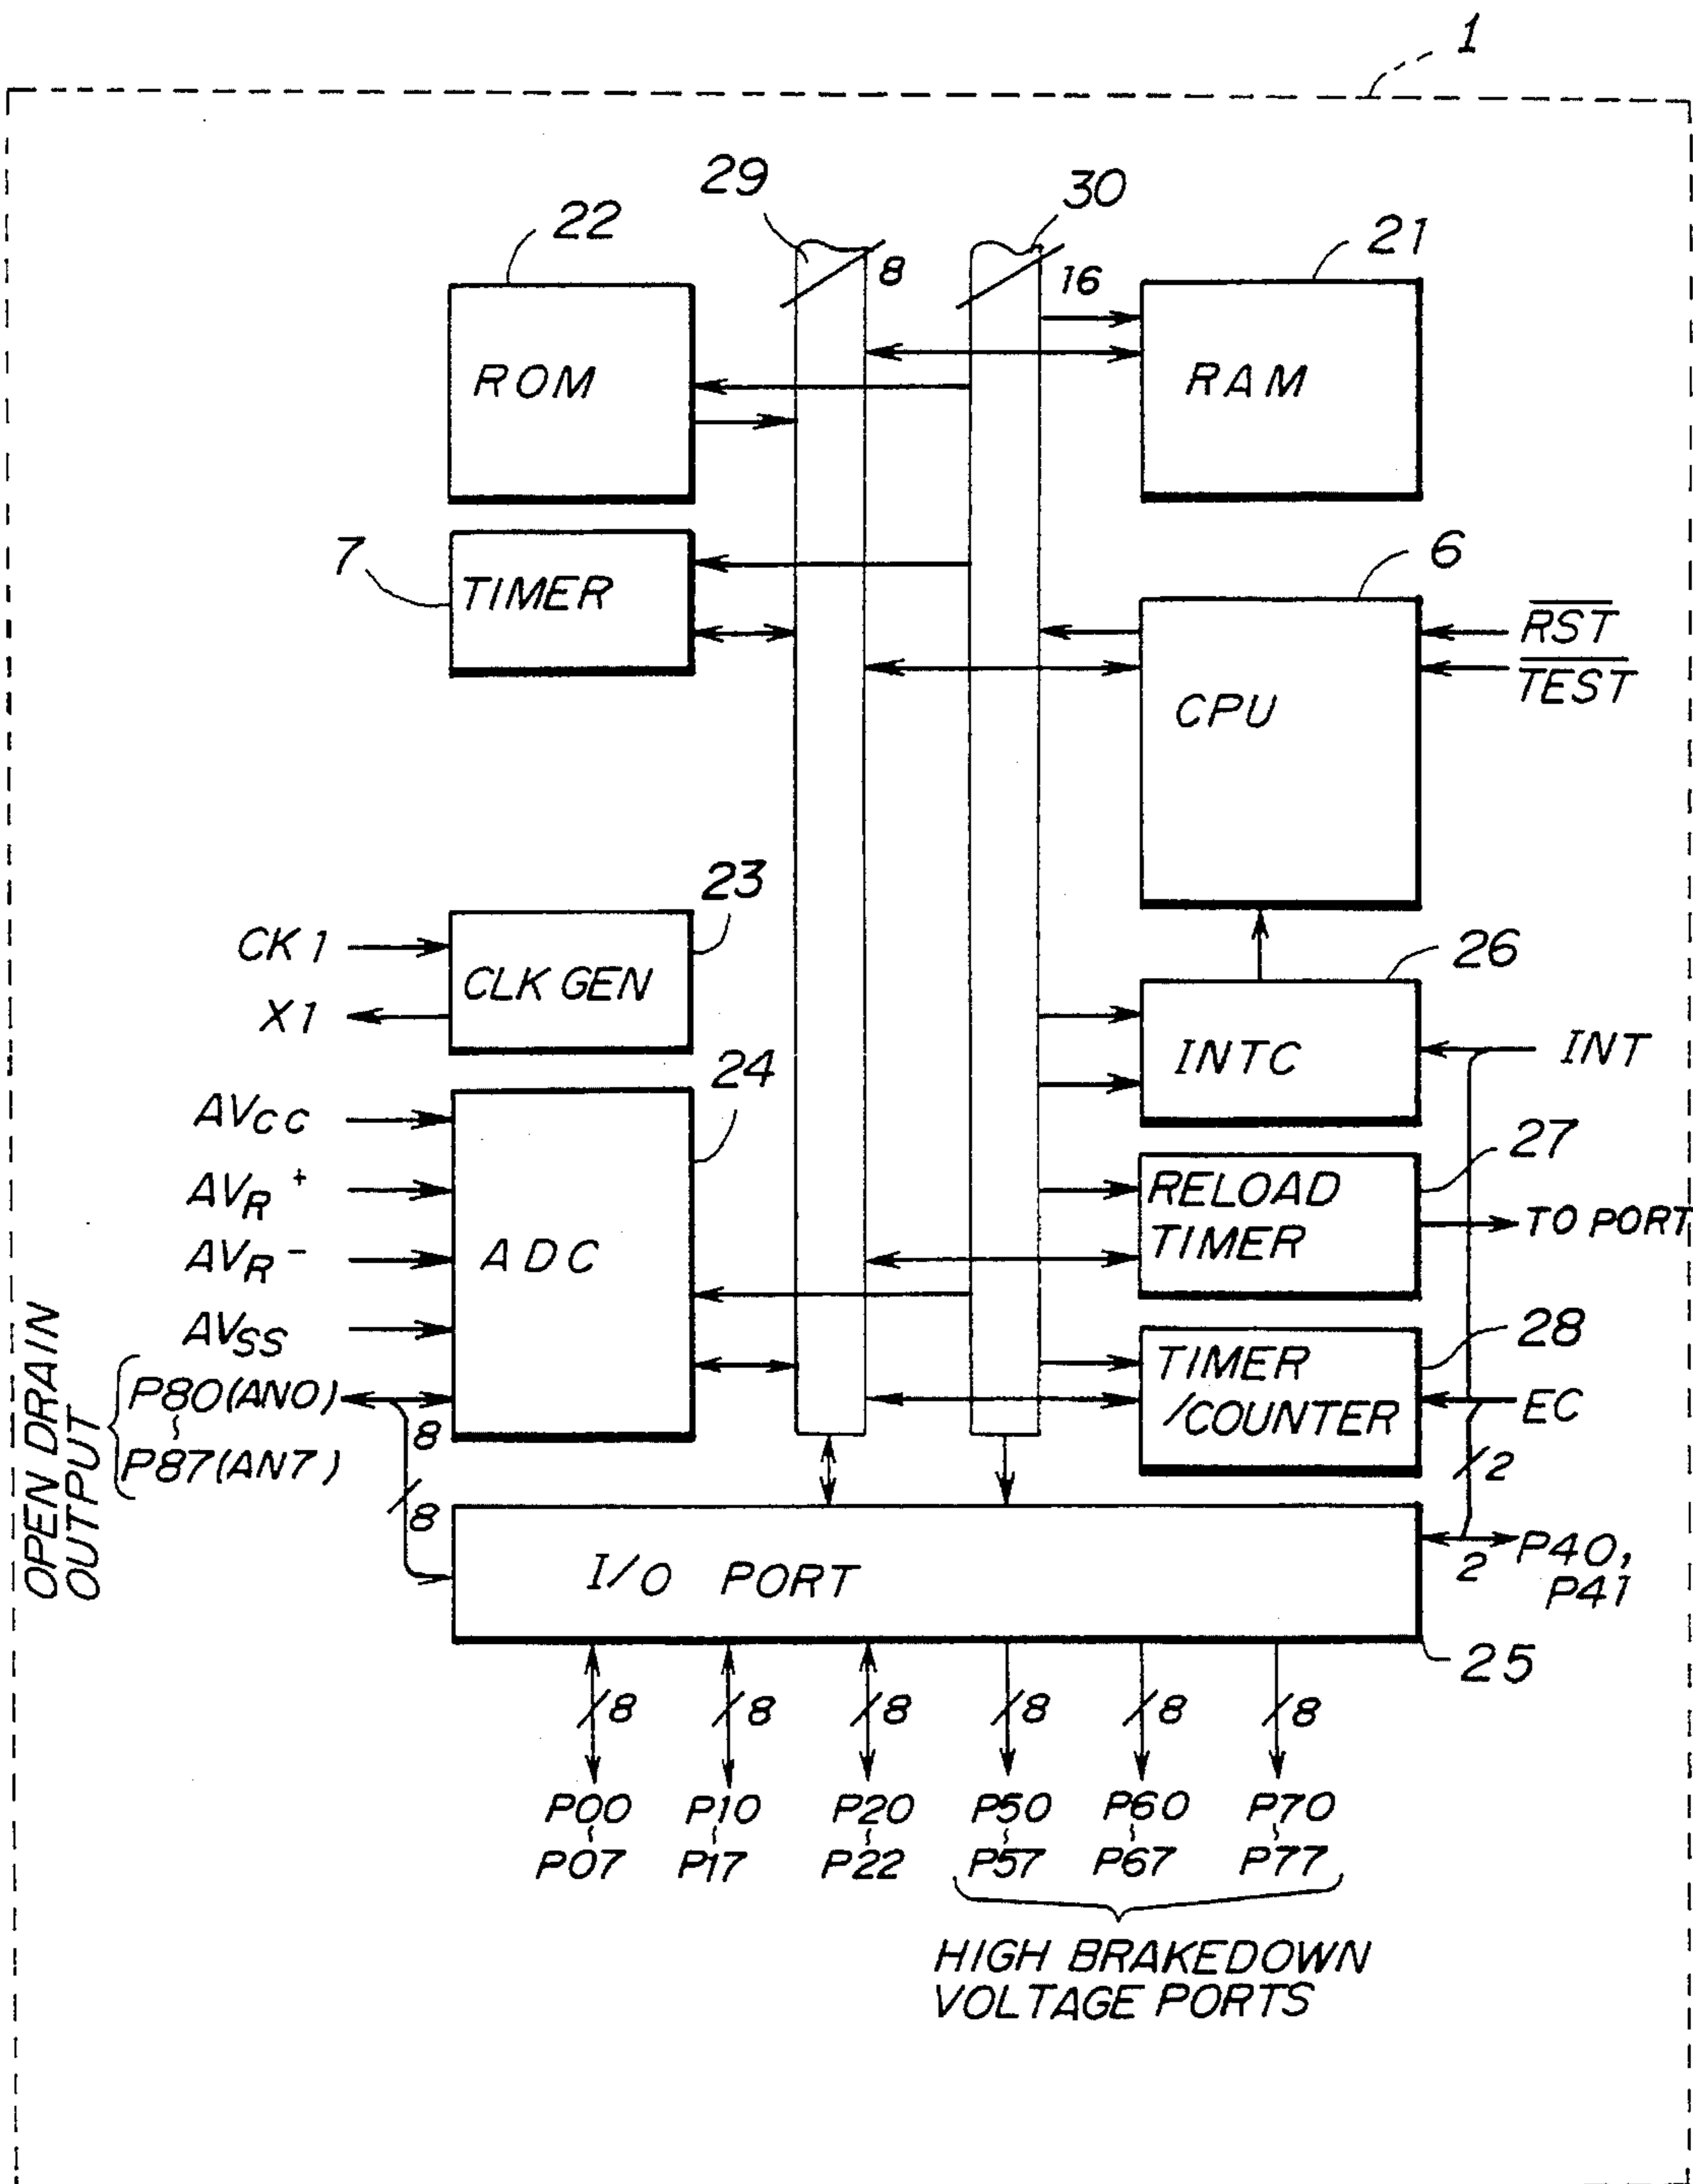 1
29
30
22
21
8
16
ROM
RAM
7
TIMER
6
RST
TEST
CPU
23
CK1
CLK GEN
X1
26
INTC
INT
24
AVCC
AVR+
AVR-
AVSS
ADC
27
RELOAD
TIMER
TO PORT
28
TIMER
/COUNTER
EC
2
OPEN DRAIN
OUTPUT
P80(AN0)
P87(AN7)
8
8
I/O PORT
2
P40,
P41
25
8 8 8 8 8 8
P00 P10 P20 P50 P60 P70
P07 P17 P22 P57 P67 P77
HIGH BRAKEDOWN
VOLTAGE PORTS